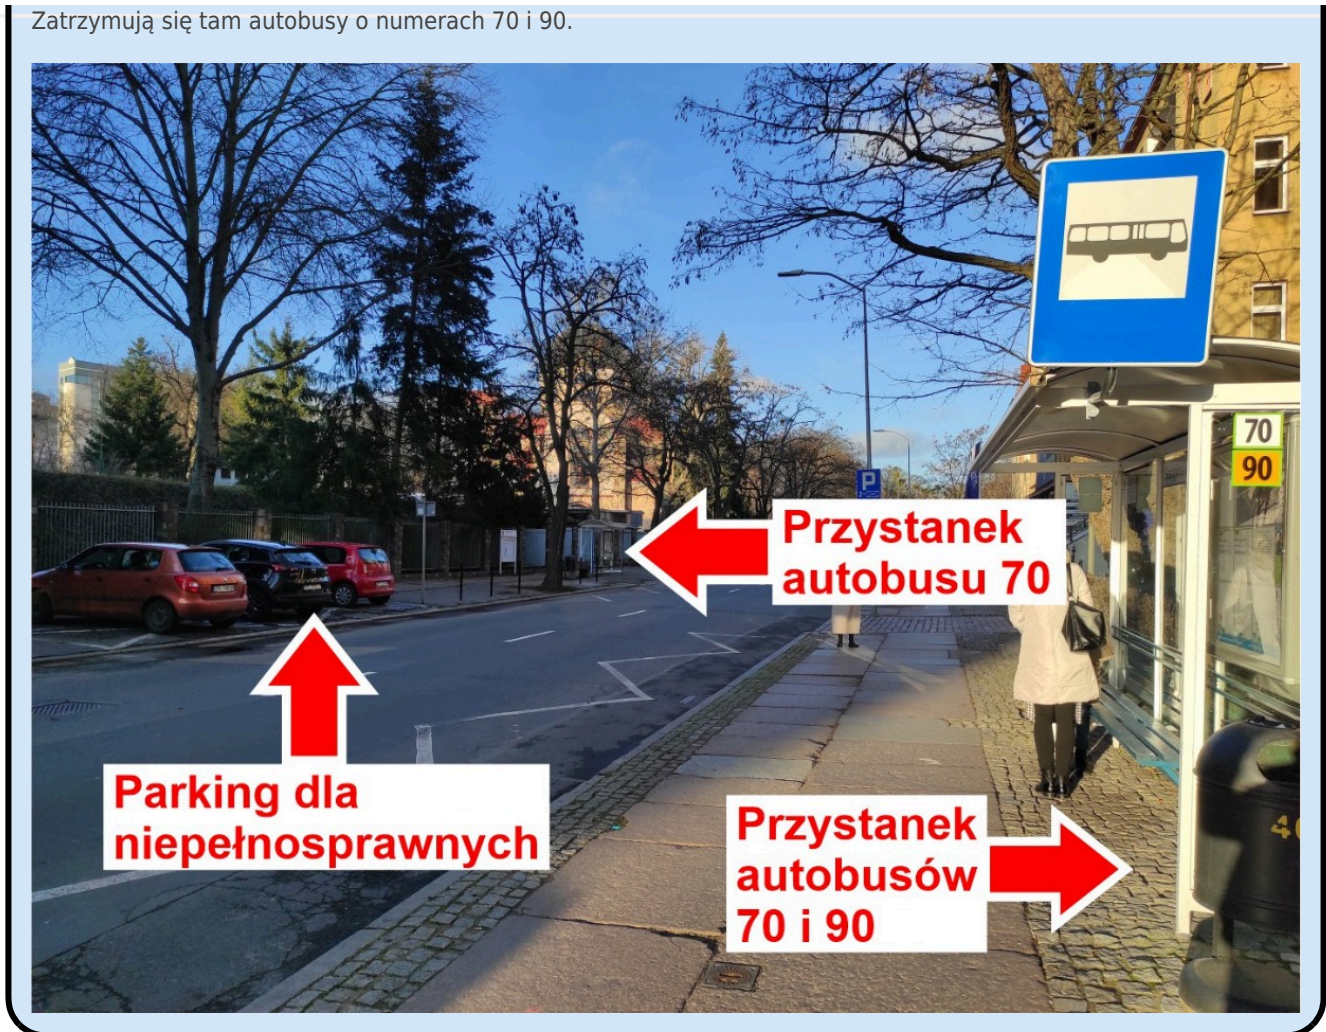 Zatrzymują się tam autobusy o numerach 70 i 90.
70
90
P
Przystanek
autobusu 70
Parking dla
niepełnosprawnych
Przystanek
autobusów
70 i 90